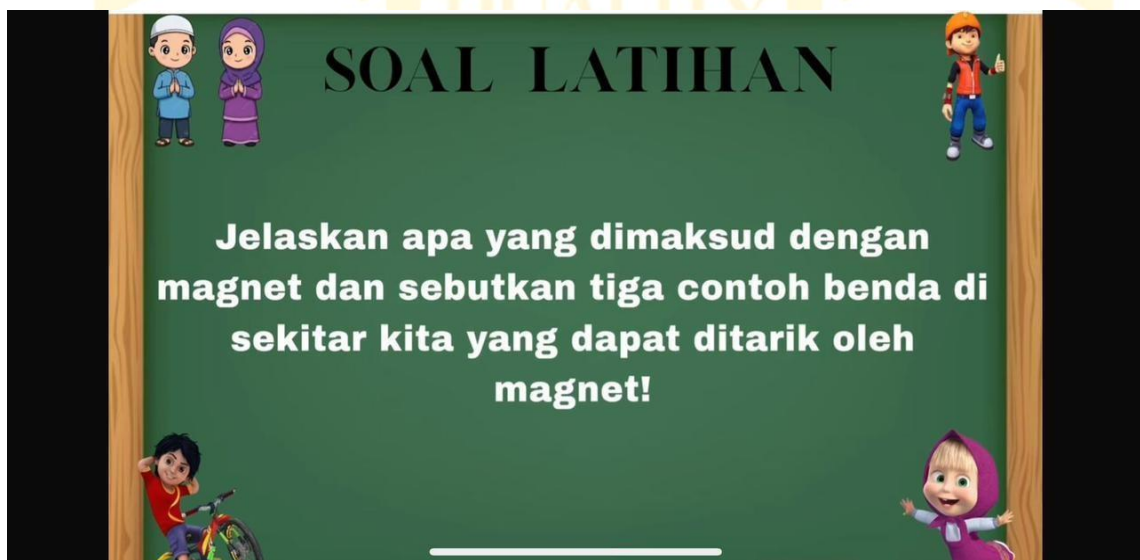 SOAL LATIHAN
Jelaskan apa yang dimaksud dengan
magnet dan sebutkan tiga contoh benda di
sekitar kita yang dapat ditarik oleh
magnet!